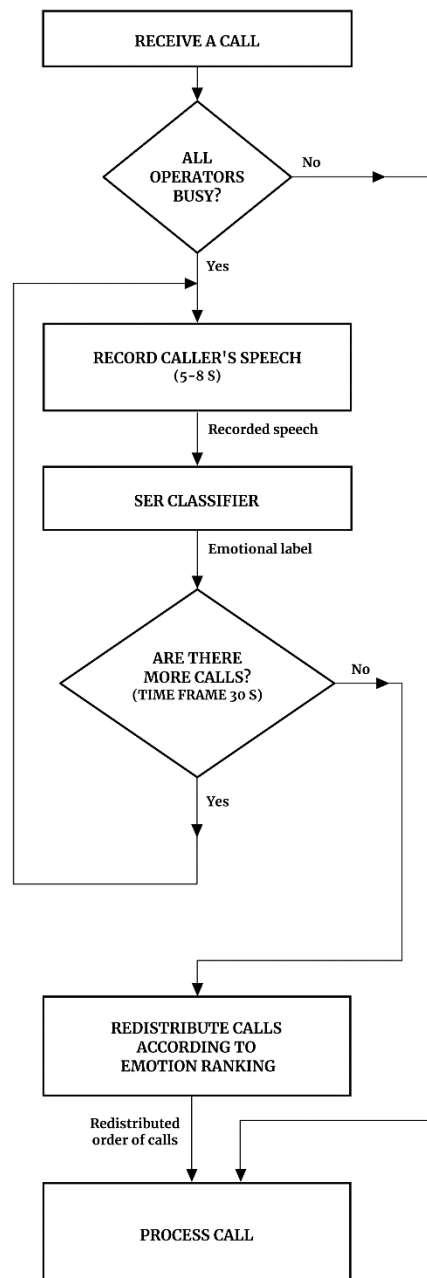 RECEIVE A CALL
ALL
OPERATORS
BUSY?
No
Yes
RECORD CALLER'S SPEECH
(5-8 S)
Recorded speech
SER CLASSIFIER
Emotional label
ARE THERE
MORE CALLS?
(TIME FRAME 30 S)
No
Yes
REDISTRIBUTE CALLS
ACCORDING TO
EMOTION RANKING
Redistributed
order of calls
PROCESS CALL